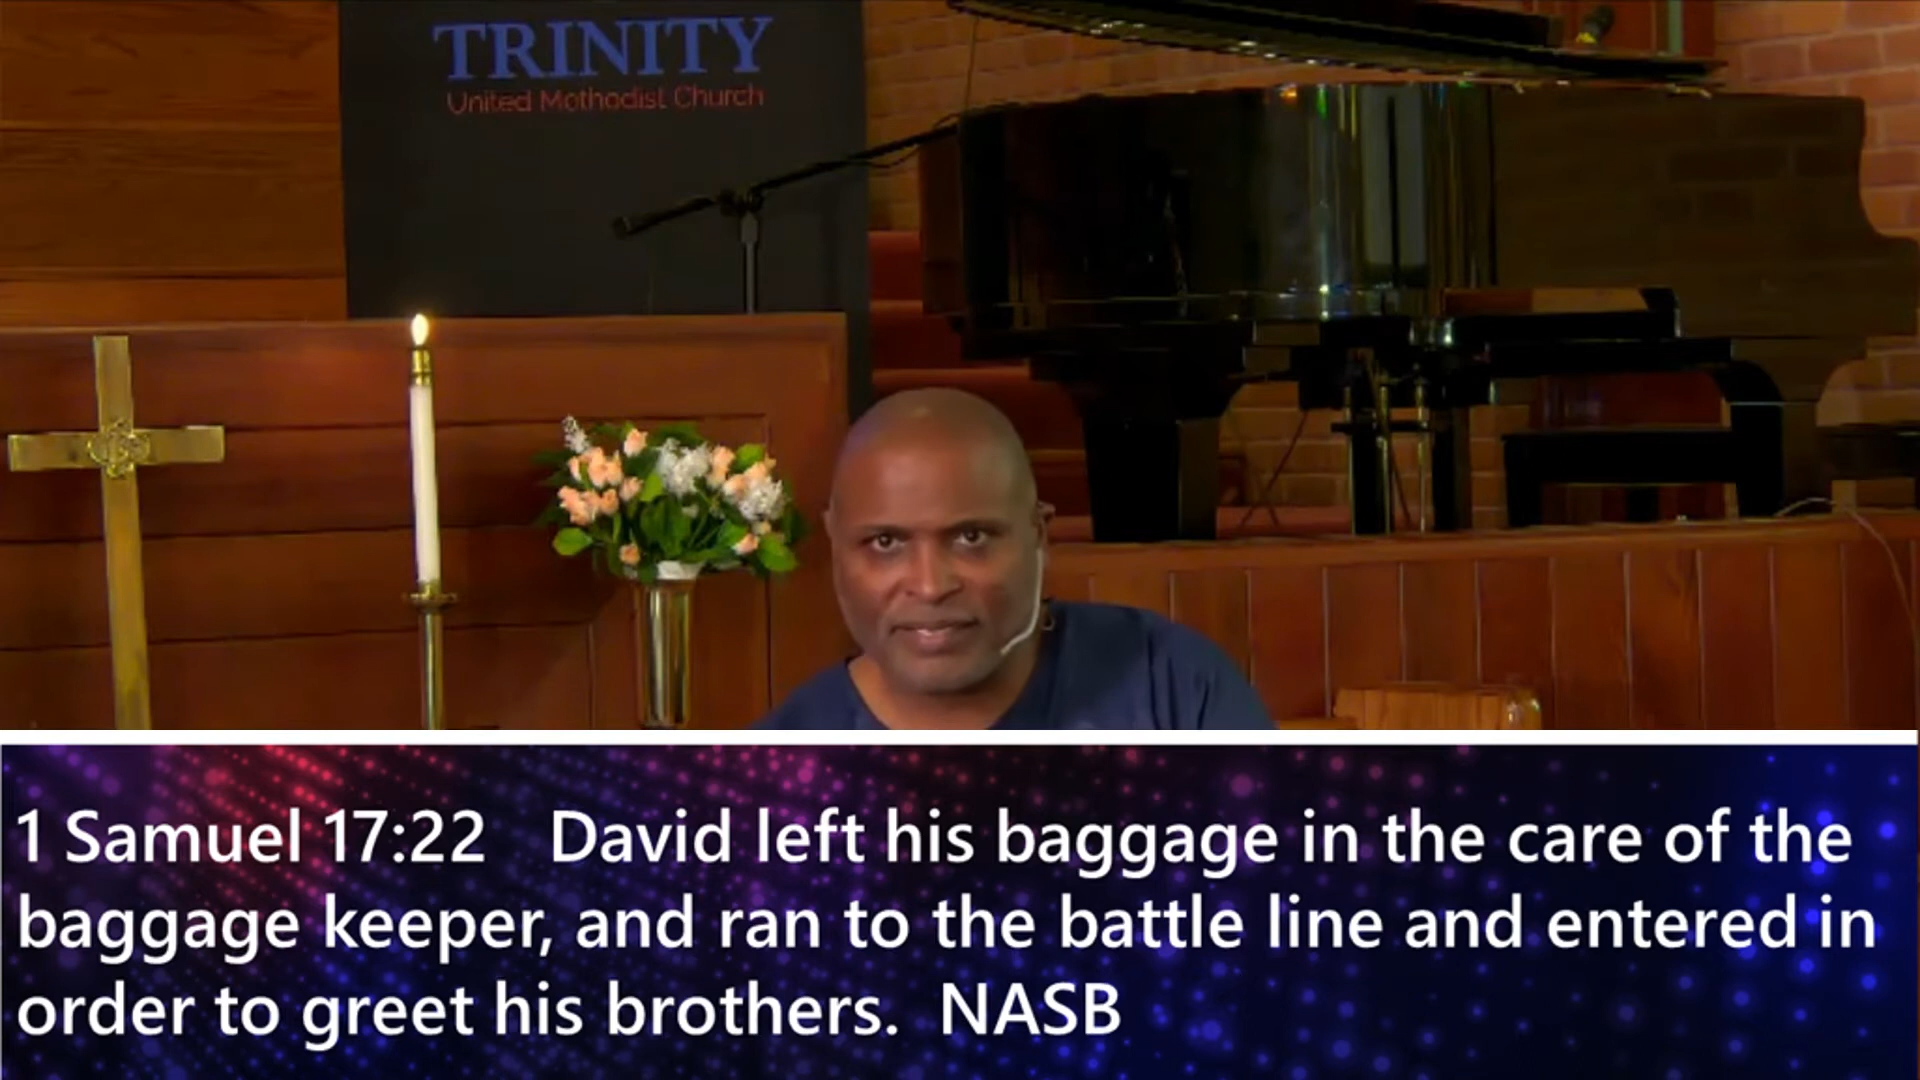 TRINITY
United Methodist Church
1 Samuel 17:22 David left his baggage in the care of the
baggage keeper, and ran to the battle line and entered in
order to greet his brothers. NASB